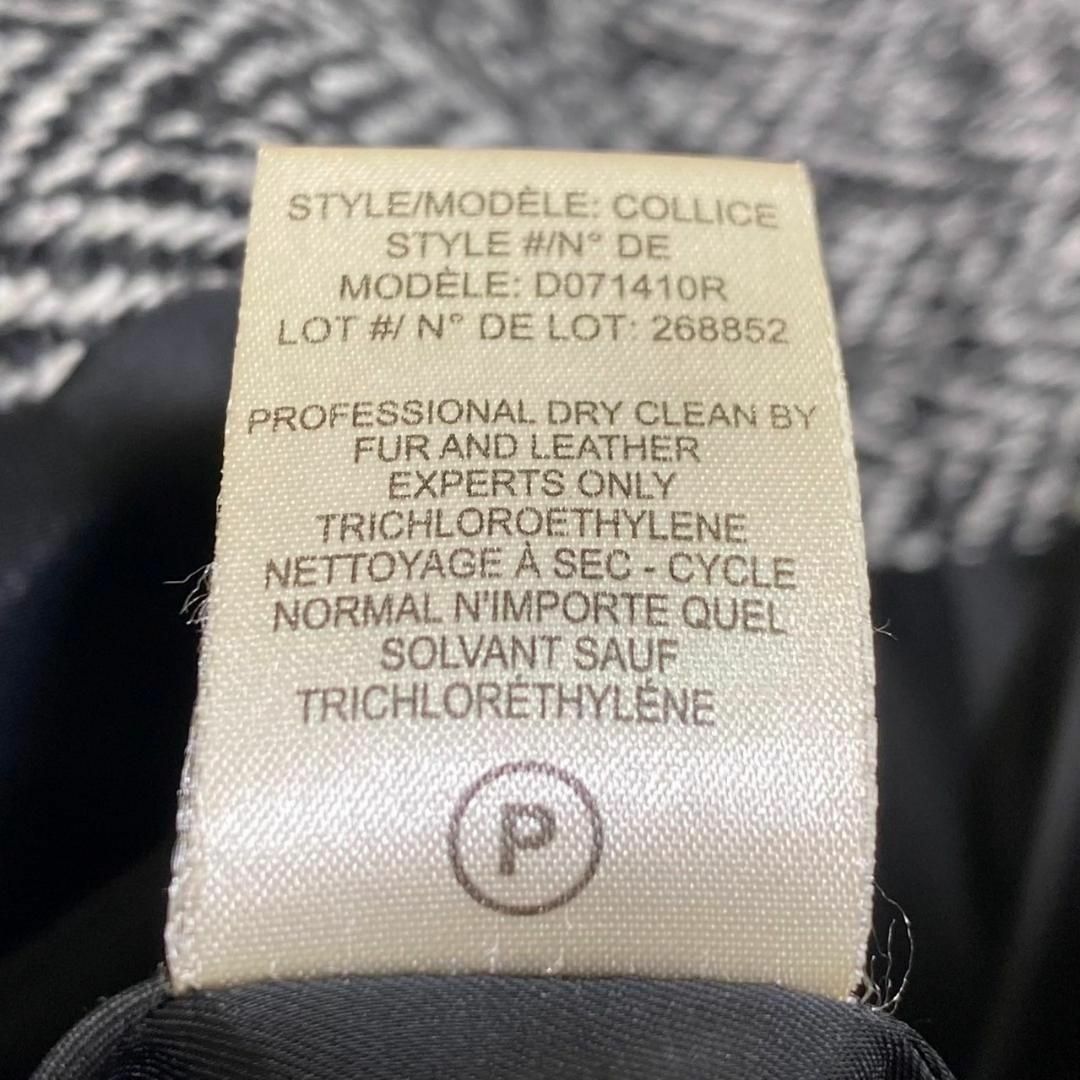 STYLE/MODÈLE: COLLICE
STYLE #/N° DE
MODÈLE: D071410R
LOT #/ N° DE LOT: 268852
PROFESSIONAL DRY CLEAN BY
FUR AND LEATHER
EXPERTS ONLY
TRICHLOROETHYLENE
NETTOYAGE À SEC - CYCLE
NORMAL N'IMPORTE QUEL
SOLVANT SAUF
TRICHLORÉTHYLÉNE
P